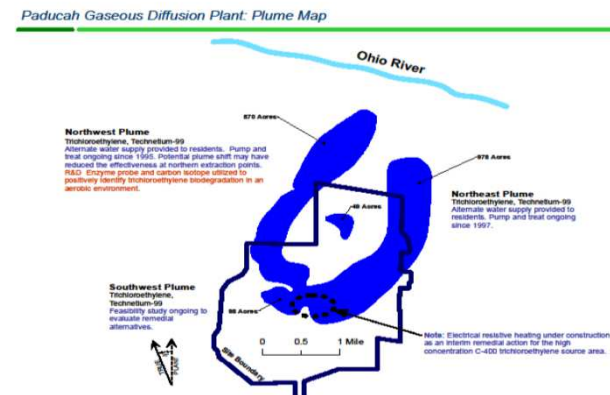 Paducah Gaseous Diffusion Plant: Plume Map
Ohio River
670 Acres
Northwest Plume
Trichloroethylene, Technetium-99
Alternate water supply provided to residents. Pump and
treat ongoing since 1995. Potential plume shift may have
reduced the effectiveness at northern extraction points.
R&D Enzyme probe and carbon isotope utilized to
positively identify trichloroethylene biodegradation in an
aerobic environment.
978 Acres
Northeast Plume
Trichloroethylene, Technetium-99
Alternate water supply provided to
residents. Pump and treat ongoing
since 1997.
48 Acres
Southwest Plume
Trichloroethylene,
Technetium-99
Feasibility study ongoing to
evaluate remedial
alternatives.
Acres
Note: Electrical resistive heating under construction
as an interim remedial action for the high
concentration C-400 trichloroethylene source area.
0 0.5 1 Mile
Site Boundary
PLANT